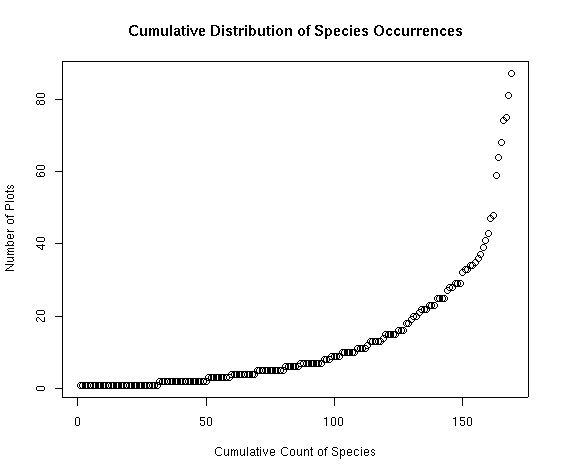 Cumulative Distribution of Species Occurrences
Number of Plots
80
60
40
20
0
0 50 100 150
Cumulative Count of Species